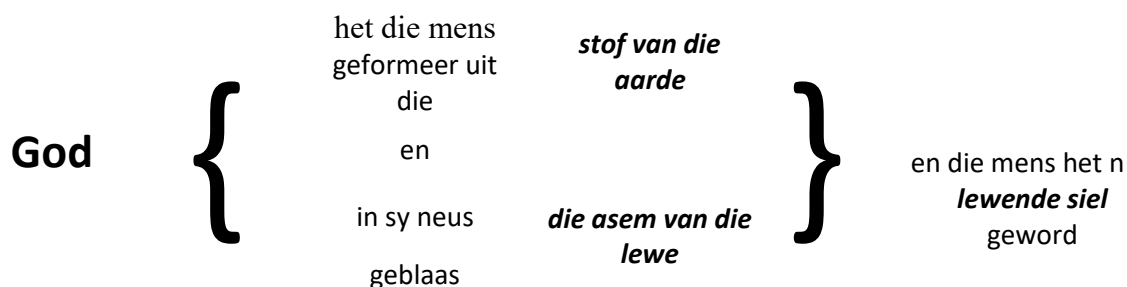 God
{
het die mens
geformeer uit
die
en
in sy neus
geblaas
stof van die
aarde
die asem van die
lewe
}
en die mens het n
lewende siel
geword